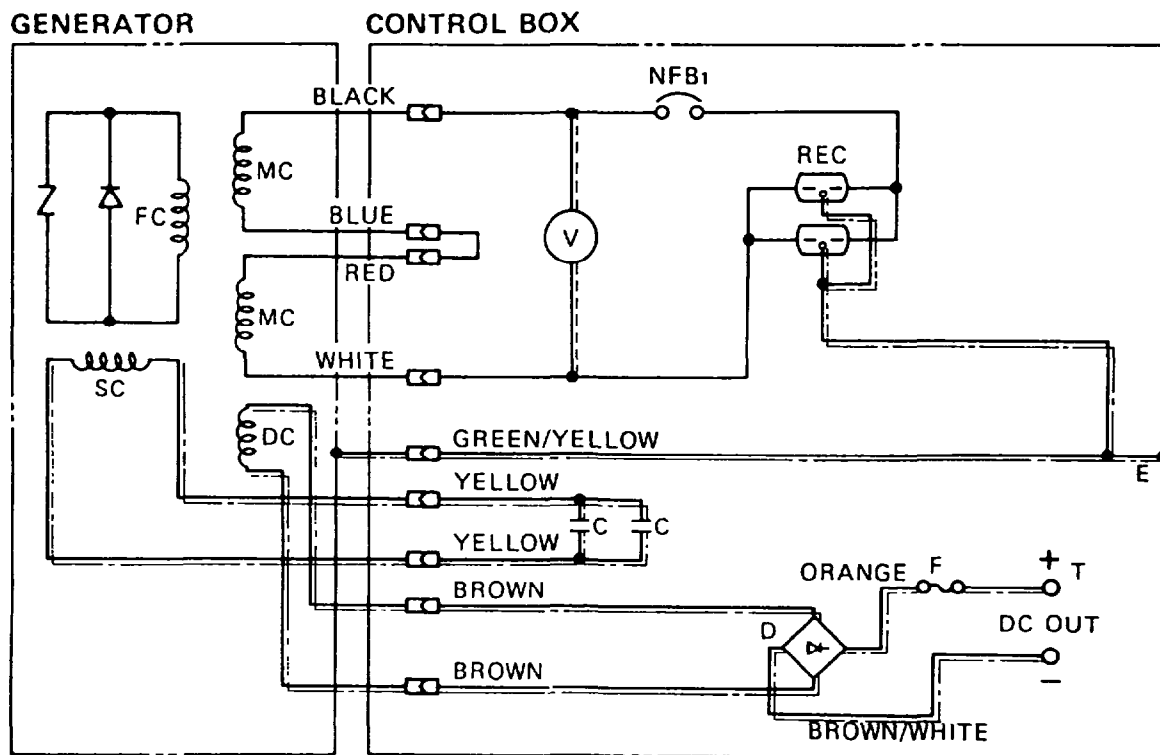 GENERATOR
CONTROL BOX
NFB1
BLACK
REC
MC
FC
BLUE
V
RED
MC
WHITE
SC
DC
GREEN/YELLOW
E
YELLOW
C
C
YELLOW
ORANGE
F
+
T
BROWN
D
DC OUT
BROWN
−
BROWN/WHITE